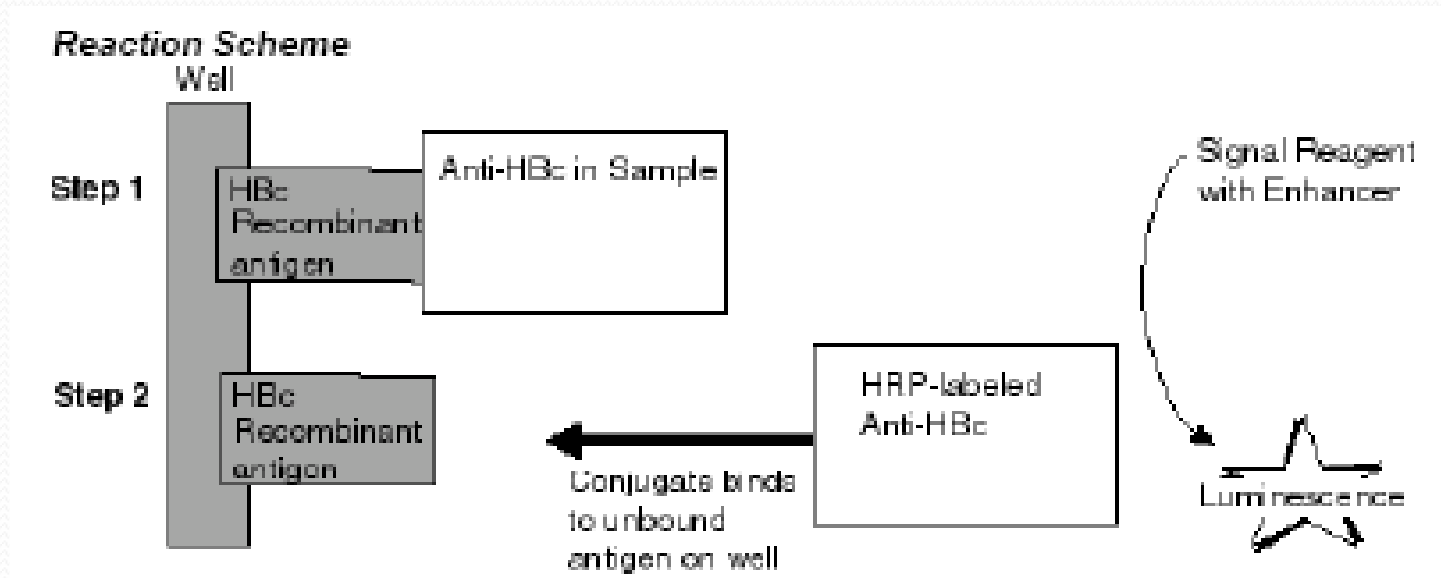 Reaction Scheme
Well
Step 1
HBc
Recombinant
antigen
Anti-HBc in Sample
Signal Reagent
with Enhancer
Step 2
HBc
Recombinant
antigen
Conjugate binds
to unbound
antigen on well
HRP-labeled
Anti-HBc
Luminescence